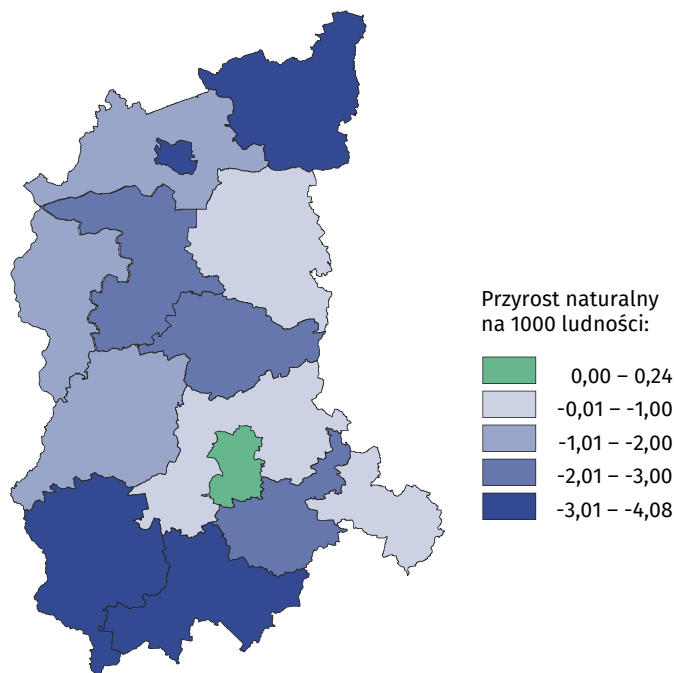 Przyrost naturalny
na 1000 ludności:
0,00 – 0,24
-0,01 – -1,00
-1,01 – -2,00
-2,01 – -3,00
-3,01 – -4,08